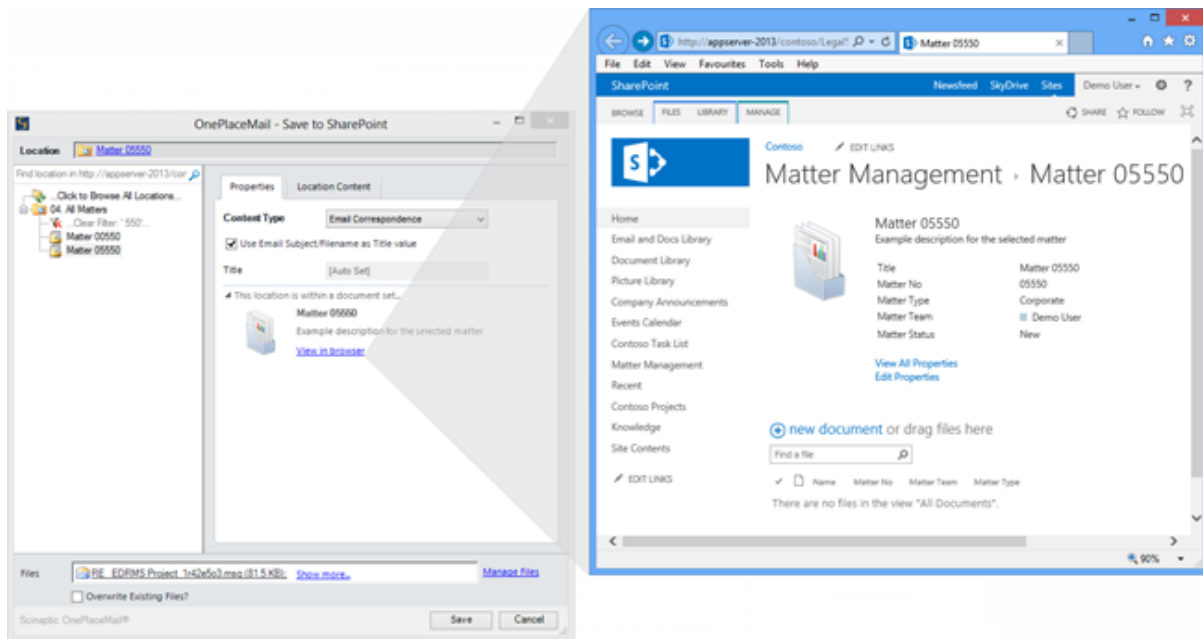 OnePlaceMail - Save to SharePoint
Location Matter 05550
Find location in http://appserver-2013/cor
...Click to Browse All Locations...
04. All Matters
...Clear Filter: '550'...
Matter 00550
Matter 05550
Properties Location Content
Content Type Email Correspondence
Use Email Subject/Filename as Title value
Title [Auto Set]
This location is within a document set...
Matter 05550
Example description for the selected matter
View in browser
Files RE_ EDRMS Project_1r42e5o3.msg (81.5 KB); Show more... Manage Files
Overwrite Existing Files?
Scinaptic OnePlaceMail® Save Cancel
http://appserver-2013/contoso/Legal Matter 05550
File Edit View Favourites Tools Help
SharePoint Newsfeed SkyDrive Sites Demo User ?
BROWSE FILES LIBRARY MANAGE SHARE FOLLOW
S
Contoso EDIT LINKS
Matter Management › Matter 05550
Home
Email and Docs Library
Document Library
Picture Library
Company Announcements
Events Calendar
Contoso Task List
Matter Management
Recent
Contoso Projects
Knowledge
Site Contents
EDIT LINKS
Matter 05550
Example description for the selected matter
Title Matter 05550
Matter No 05550
Matter Type Corporate
Matter Team Demo User
Matter Status New
View All Properties
Edit Properties
new document or drag files here
Find a file
Name Matter No Matter Team Matter Type
There are no files in the view "All Documents".
90%